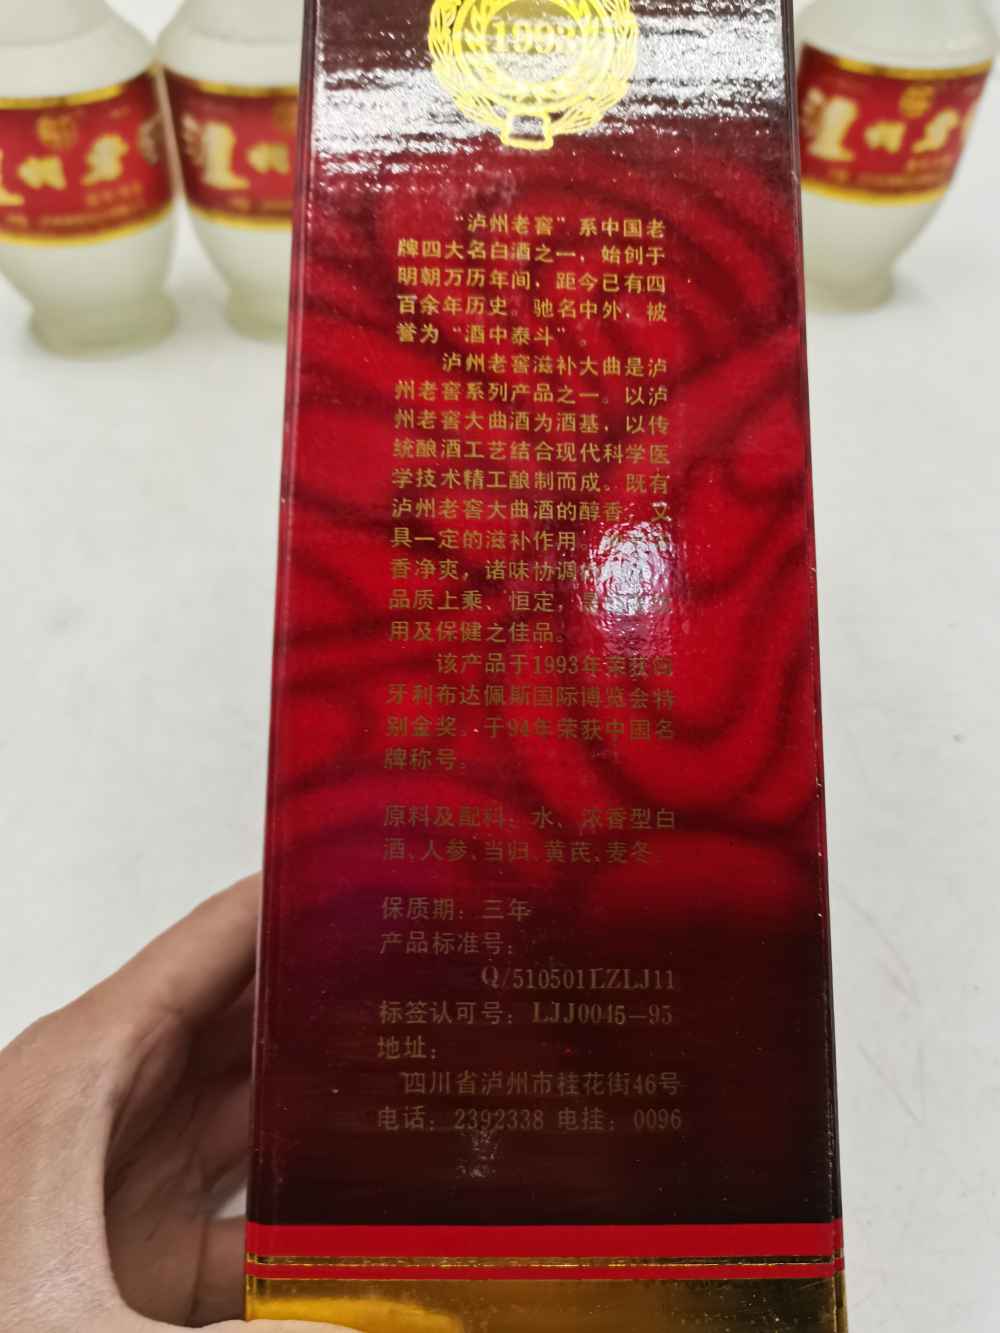 1993
"泸州老窖"系中国老
牌四大名白酒之一，始创于
明朝万历年间，距今已有四
百余年历史。驰名中外，被
誉为"酒中泰斗"。
泸州老窖滋补大曲是泸
州老窖系列产品之一。以泸
州老窖大曲酒为酒基，以传
统酿酒工艺结合现代科学医
学技术精工酿制而成。既有
泸州老窖大曲酒的醇香，又
具一定的滋补作用。
香净爽，诸味协调
品质上乘、恒定，是
用及保健之佳品。
该产品于1993年荣获匈
牙利布达佩斯国际博览会特
别金奖。于94年荣获中国名
牌称号。
原料及配料：水、浓香型白
酒、人参、当归、黄芪、麦冬。
保质期：三年
产品标准号：
Q/510501LZLJ11
标签认可号：LJJ0045-95
地址：
四川省泸州市桂花街46号
电话：2392338 电挂：0096
泸州老窖
泸州
泸州老窖